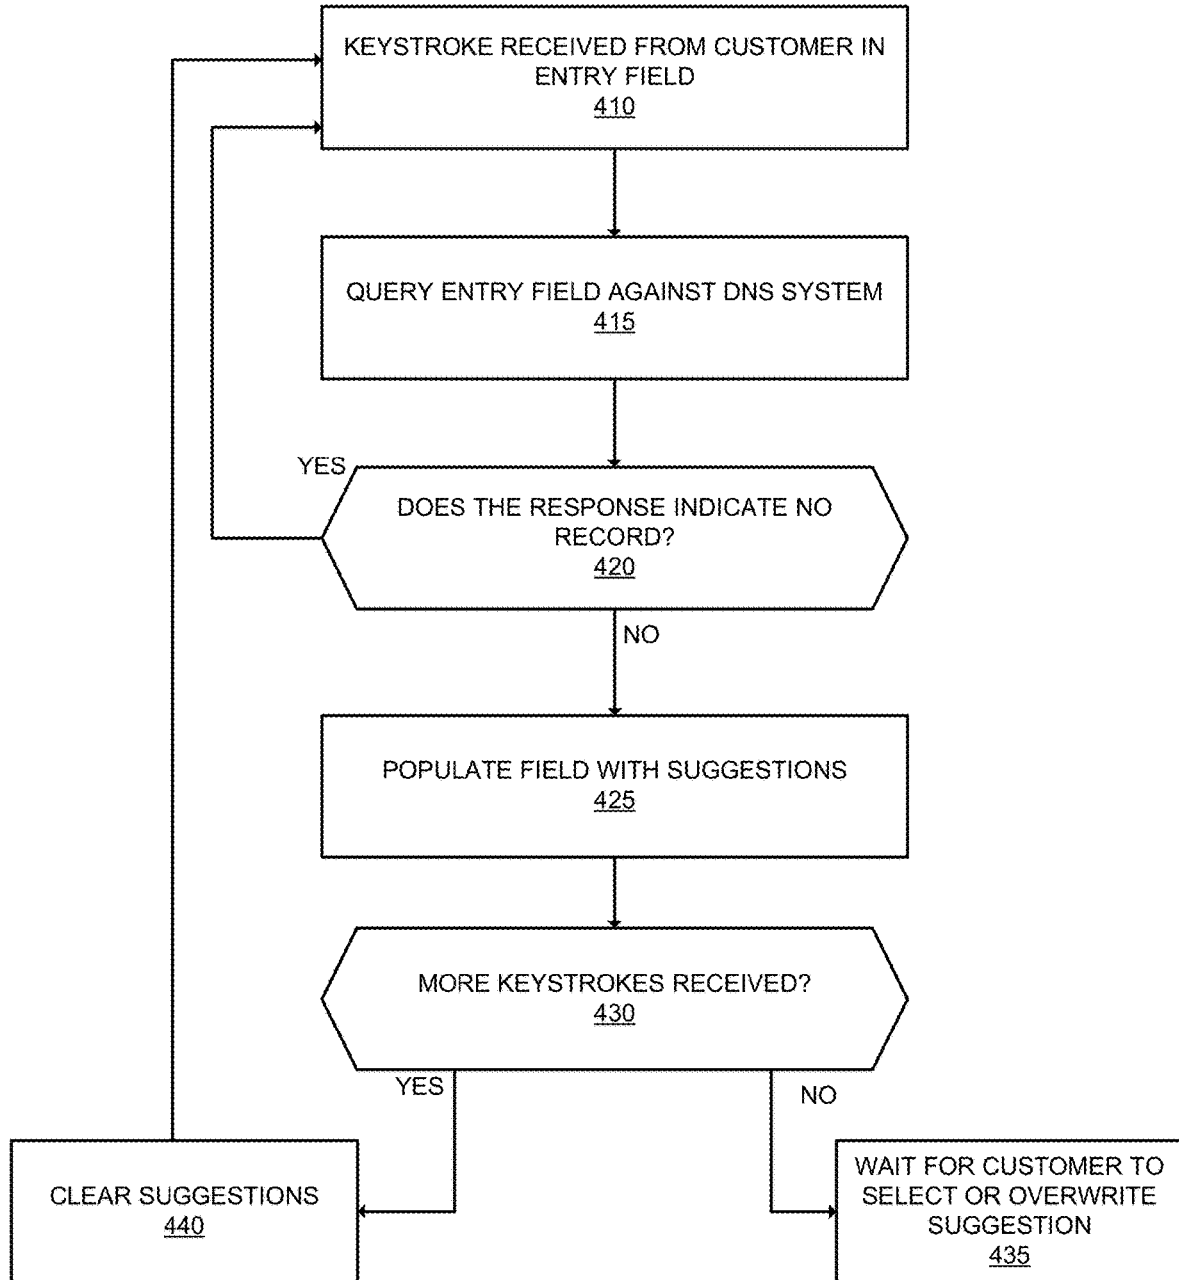 KEYSTROKE RECEIVED FROM CUSTOMER IN
ENTRY FIELD
410
QUERY ENTRY FIELD AGAINST DNS SYSTEM
415
YES
DOES THE RESPONSE INDICATE NO
RECORD?
420
NO
POPULATE FIELD WITH SUGGESTIONS
425
MORE KEYSTROKES RECEIVED?
430
YES
NO
CLEAR SUGGESTIONS
440
WAIT FOR CUSTOMER TO
SELECT OR OVERWRITE
SUGGESTION
435